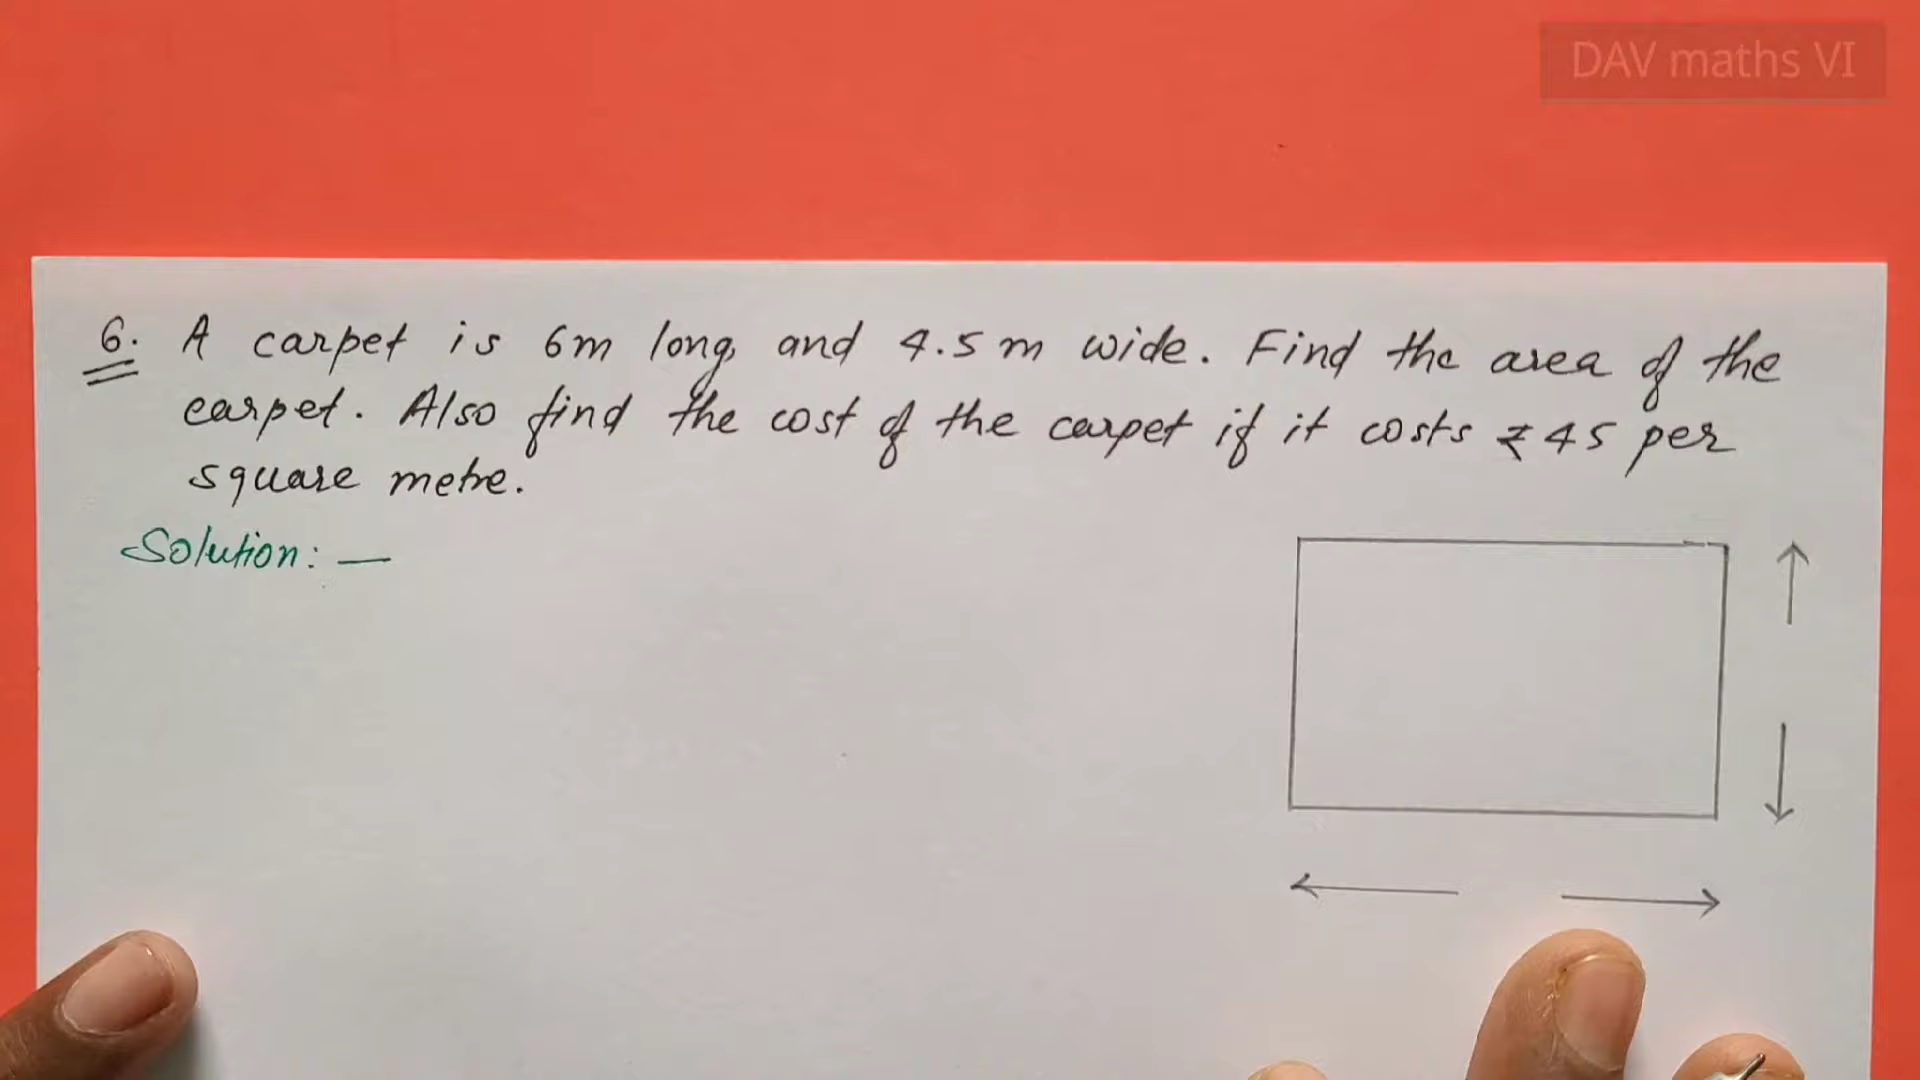 DAV maths VI
6. A carpet is 6m long, and 4.5 m wide. Find the area of the
carpet. Also find the cost of the carpet if it costs ₹ 45 per
square metre.
Solution: —